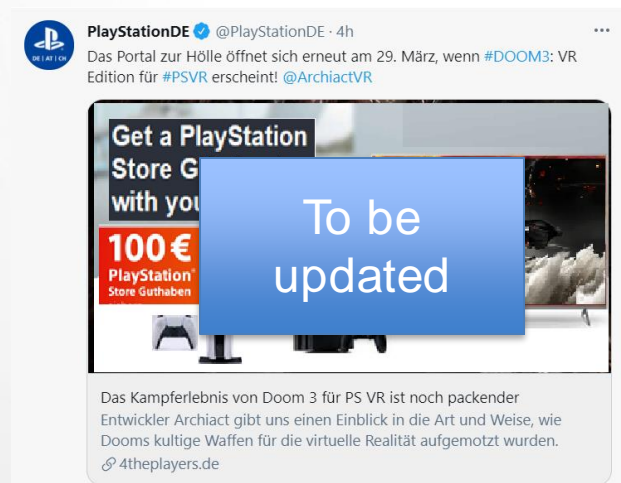 PlayStationDE @PlayStationDE · 4h
Das Portal zur Hölle öffnet sich erneut am 29. März, wenn #DOOM3: VR
Edition für #PSVR erscheint! @ArchiactVR
DE | AT | CH
Get a PlayStation
Store G
with you
To be
updated
100 €
PlayStation®
Store Guthaben
Das Kampferlebnis von Doom 3 für PS VR ist noch packender
Entwickler Archiact gibt uns einen Einblick in die Art und Weise, wie
Dooms kultige Waffen für die virtuelle Realität aufgemotzt wurden.
4theplayers.de